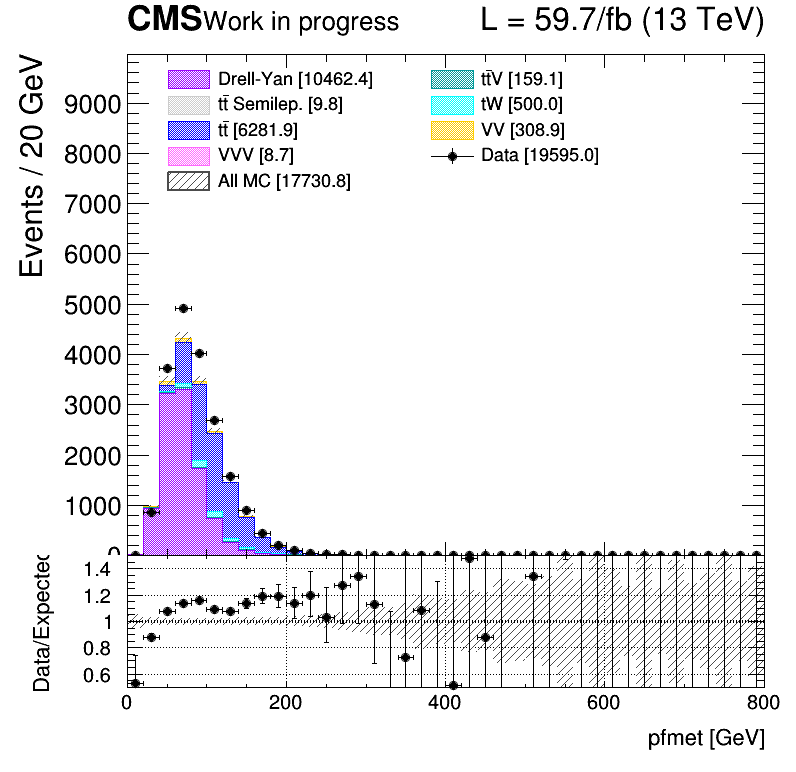 CMS Work in progress L = 59.7/fb (13 TeV)
Events / 20 GeV
9000
8000
7000
6000
5000
4000
3000
2000
1000
0
Drell-Yan [10462.4]
tt̄ Semilep. [9.8]
tt̄ [6281.9]
VVV [8.7]
All MC [17730.8]
tt̄V [159.1]
tW [500.0]
VV [308.9]
Data [19595.0]
Data/Expected
1.4
1.2
1
0.8
0.6
0 200 400 600 800
pfmet [GeV]